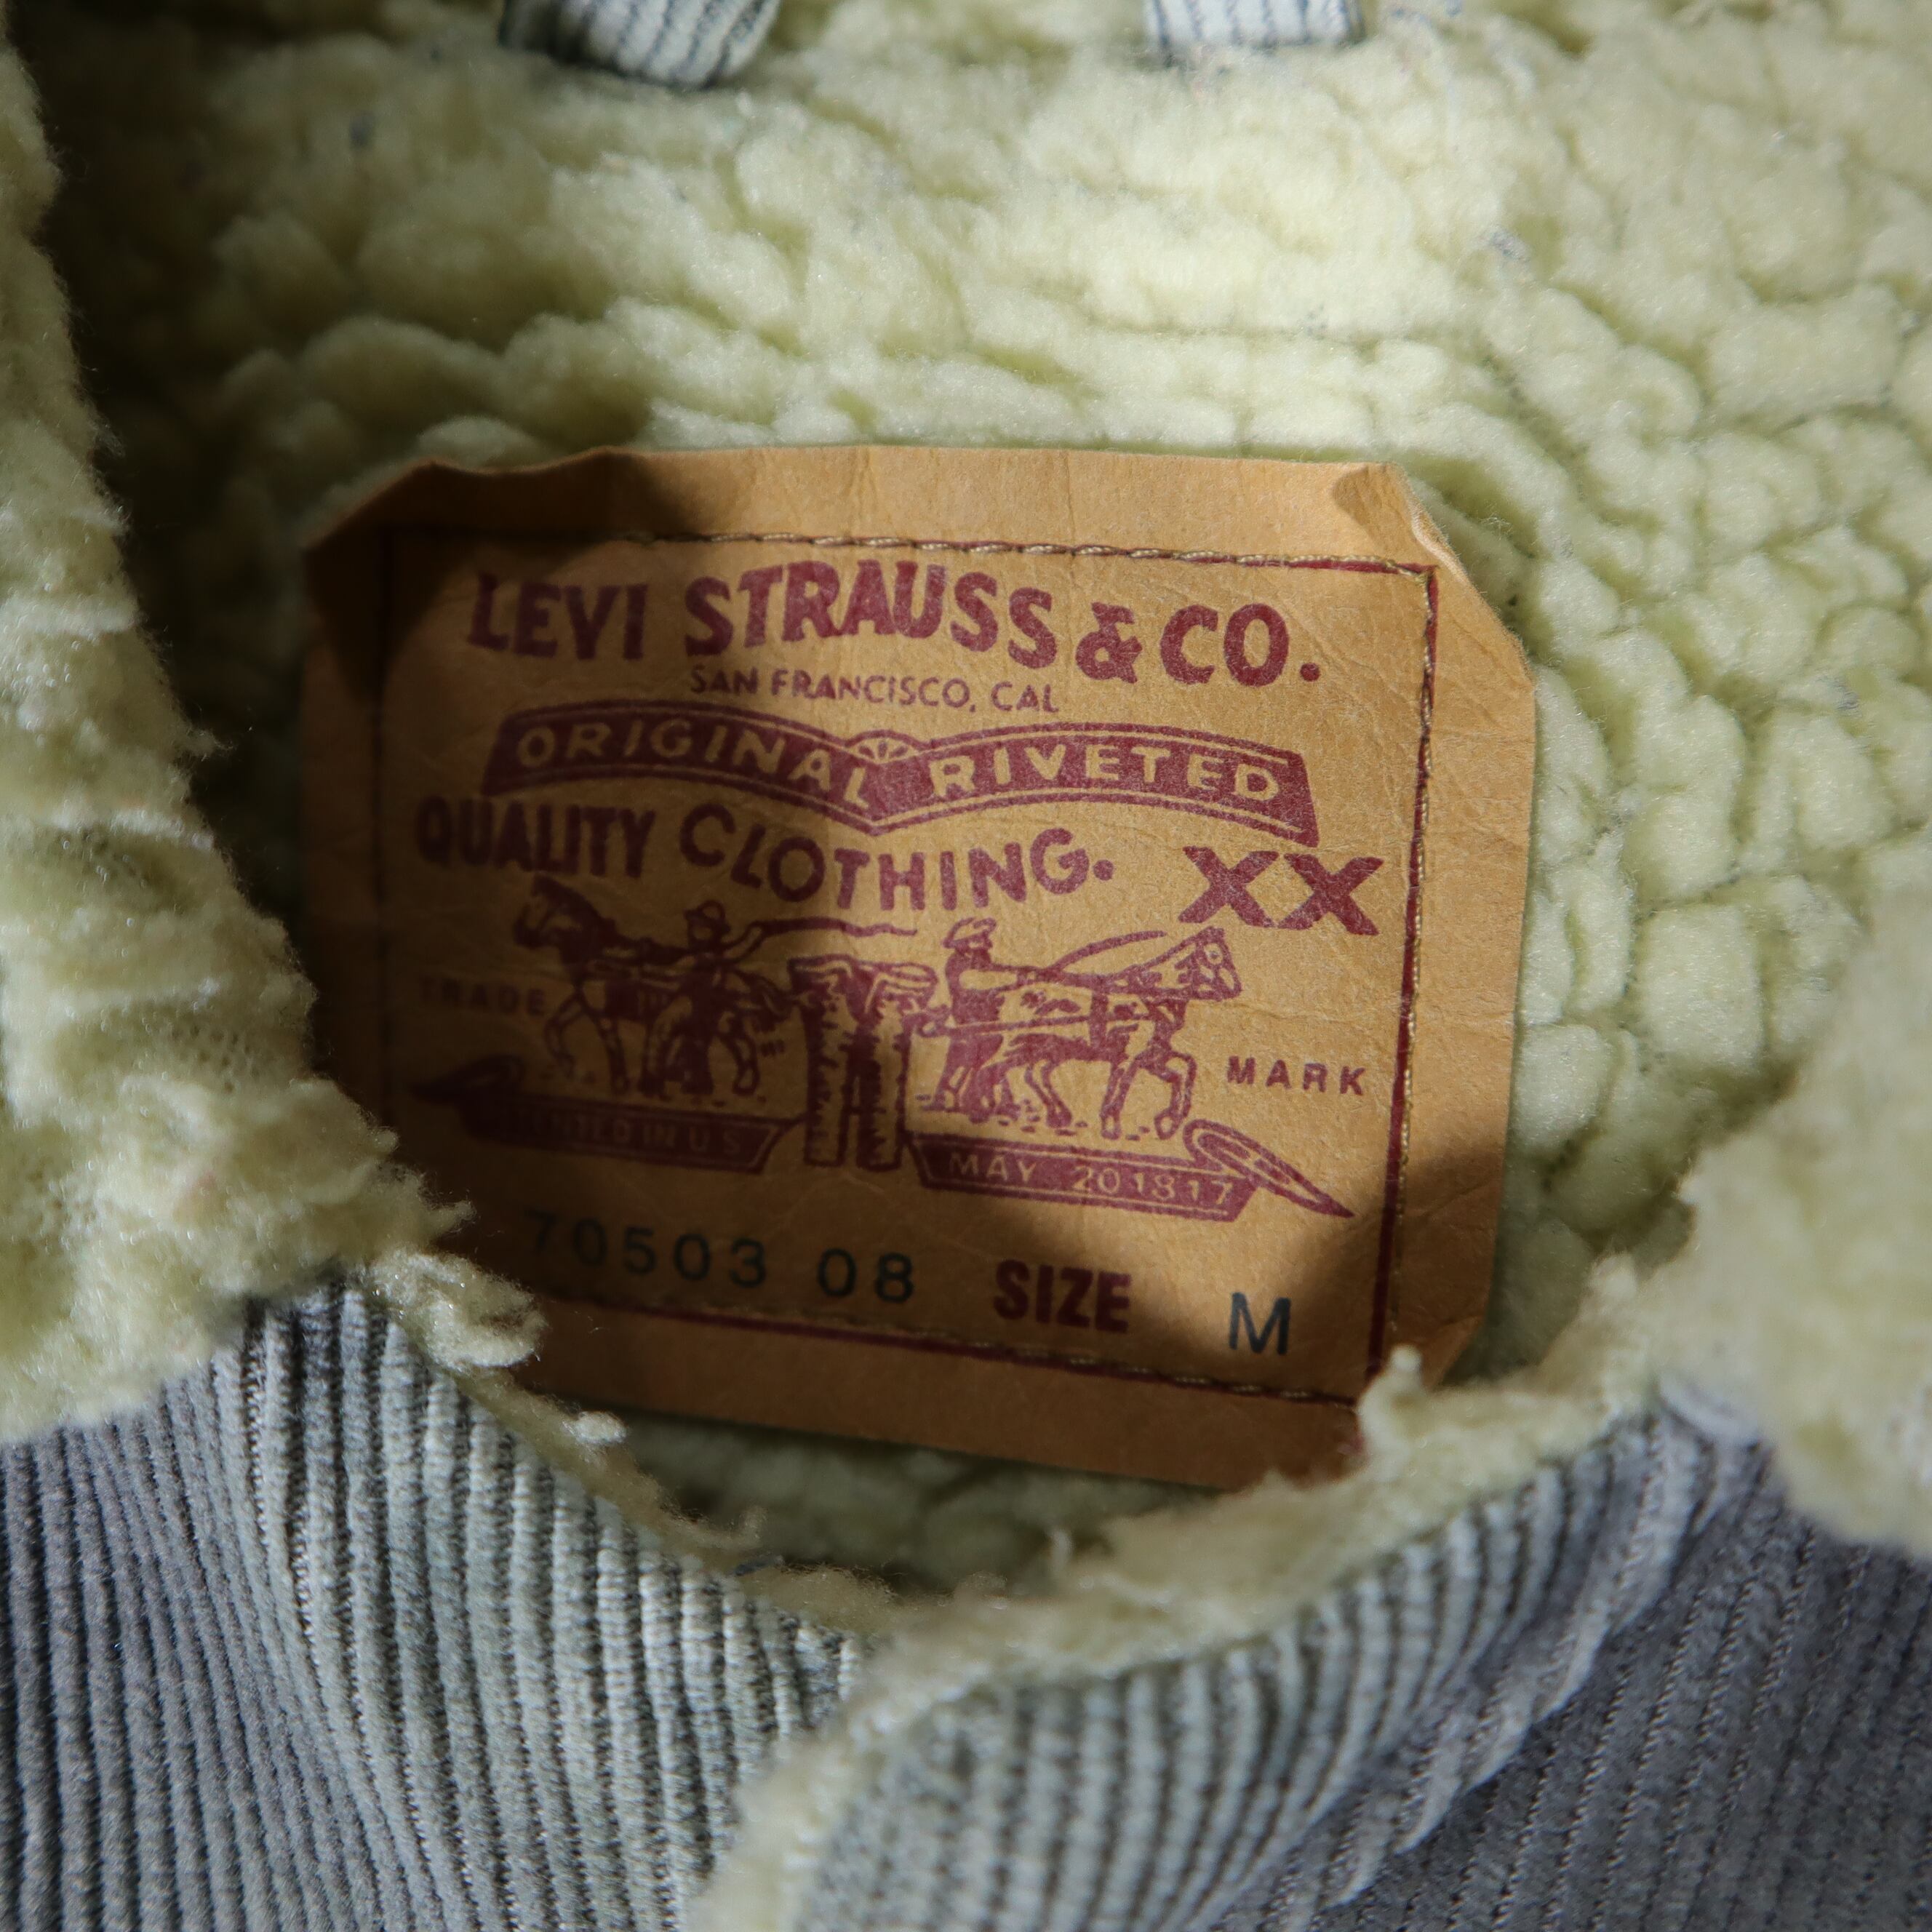 LEVI STRAUSS & CO.
SAN FRANCISCO, CAL
ORIGINAL RIVETED
QUALITY CLOTHING. XX
TRADE MARK
IN U S MAY 20 1817
70503 08 SIZE M